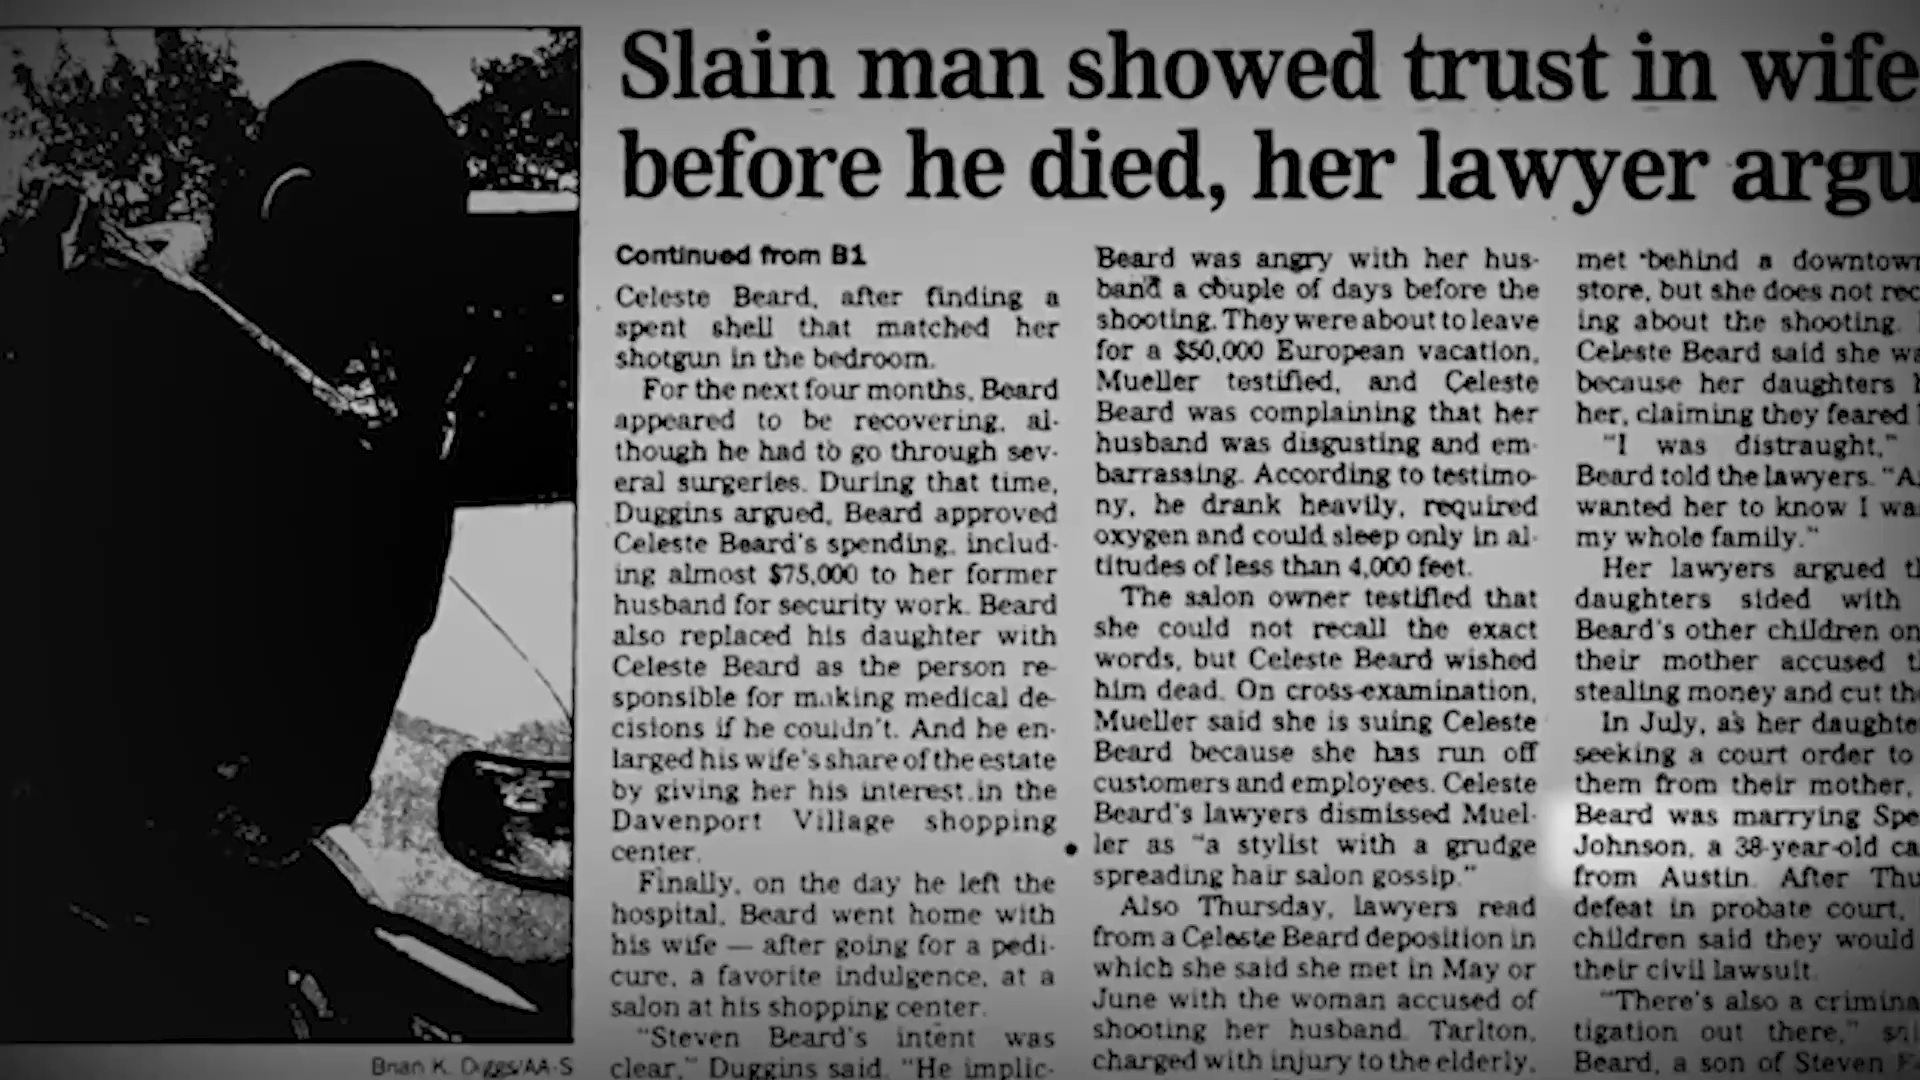 Slain man showed trust in wife
before he died, her lawyer argu
Continued from B1
Celeste Beard, after finding a
spent shell that matched her
shotgun in the bedroom.
For the next four months, Beard
appeared to be recovering, al-
though he had to go through sev-
eral surgeries. During that time,
Duggins argued, Beard approved
Celeste Beard's spending, includ-
ing almost $75,000 to her former
husband for security work. Beard
also replaced his daughter with
Celeste Beard as the person re-
sponsible for making medical de-
cisions if he couldn't. And he en-
larged his wife's share of the estate
by giving her his interest in the
Davenport Village shopping
center.
Finally, on the day he left the
hospital, Beard went home with
his wife — after going for a pedi-
cure, a favorite indulgence, at a
salon at his shopping center.
"Steven Beard's intent was
clear," Duggins said. "He implic-
Beard was angry with her hus-
band a couple of days before the
shooting. They were about to leave
for a $50,000 European vacation,
Mueller testified, and Celeste
Beard was complaining that her
husband was disgusting and em-
barrassing. According to testimo-
ny, he drank heavily, required
oxygen and could sleep only in al-
titudes of less than 4,000 feet.
The salon owner testified that
she could not recall the exact
words, but Celeste Beard wished
him dead. On cross-examination,
Mueller said she is suing Celeste
Beard because she has run off
customers and employees. Celeste
Beard's lawyers dismissed Muel-
ler as "a stylist with a grudge
spreading hair salon gossip."
Also Thursday, lawyers read
from a Celeste Beard deposition in
which she said she met in May or
June with the woman accused of
shooting her husband. Tarlton,
charged with injury to the elderly,
met behind a downtown
store, but she does not rec
ing about the shooting.
Celeste Beard said she wa
because her daughters h
her, claiming they feared
"I was distraught,"
Beard told the lawyers. "A
wanted her to know I wa
my whole family."
Her lawyers argued th
daughters sided with
Beard's other children on
their mother accused th
stealing money and cut the
In July, as her daughte
seeking a court order to
them from their mother,
Beard was marrying Spe
Johnson, a 38-year-old ca
from Austin. After Thu
defeat in probate court,
children said they would
their civil lawsuit.
"There's also a crimina
tigation out there,"
Beard, a son of Steven
Brian K. Diggs/AA-S